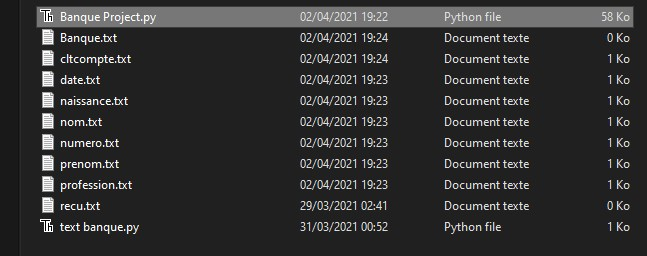 Banque Project.py 02/04/2021 19:22 Python file 58 Ko
Banque.txt 02/04/2021 19:24 Document texte 0 Ko
cltcompte.txt 02/04/2021 19:24 Document texte 1 Ko
date.txt 02/04/2021 19:23 Document texte 1 Ko
naissance.txt 02/04/2021 19:23 Document texte 1 Ko
nom.txt 02/04/2021 19:23 Document texte 1 Ko
numero.txt 02/04/2021 19:23 Document texte 1 Ko
prenom.txt 02/04/2021 19:23 Document texte 1 Ko
profession.txt 02/04/2021 19:23 Document texte 1 Ko
recu.txt 29/03/2021 02:41 Document texte 0 Ko
text banque.py 31/03/2021 00:52 Python file 1 Ko